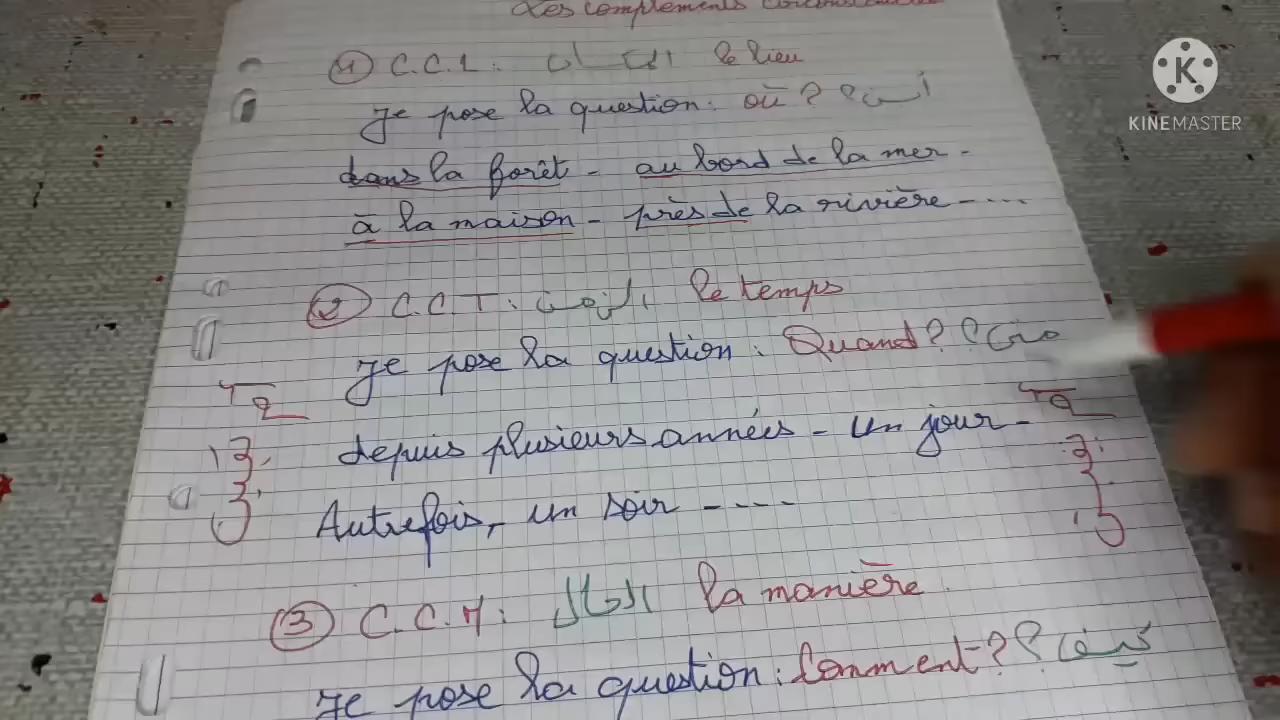 Les compléments circonstanciels
① C.C.L: المكان le lieu
Je pose la question: où ? أين؟
dans la forêt - au bord de la mer -
à la maison - près de la rivière - ....
② C.C.T: الزمن le temps
Je pose la question: Quand ? متى؟
depuis plusieurs années - un jour -
Autrefois, un soir ----
③ C.C.M: الحال la manière
Je pose la question: Comment ? كيف؟
KINEMASTER